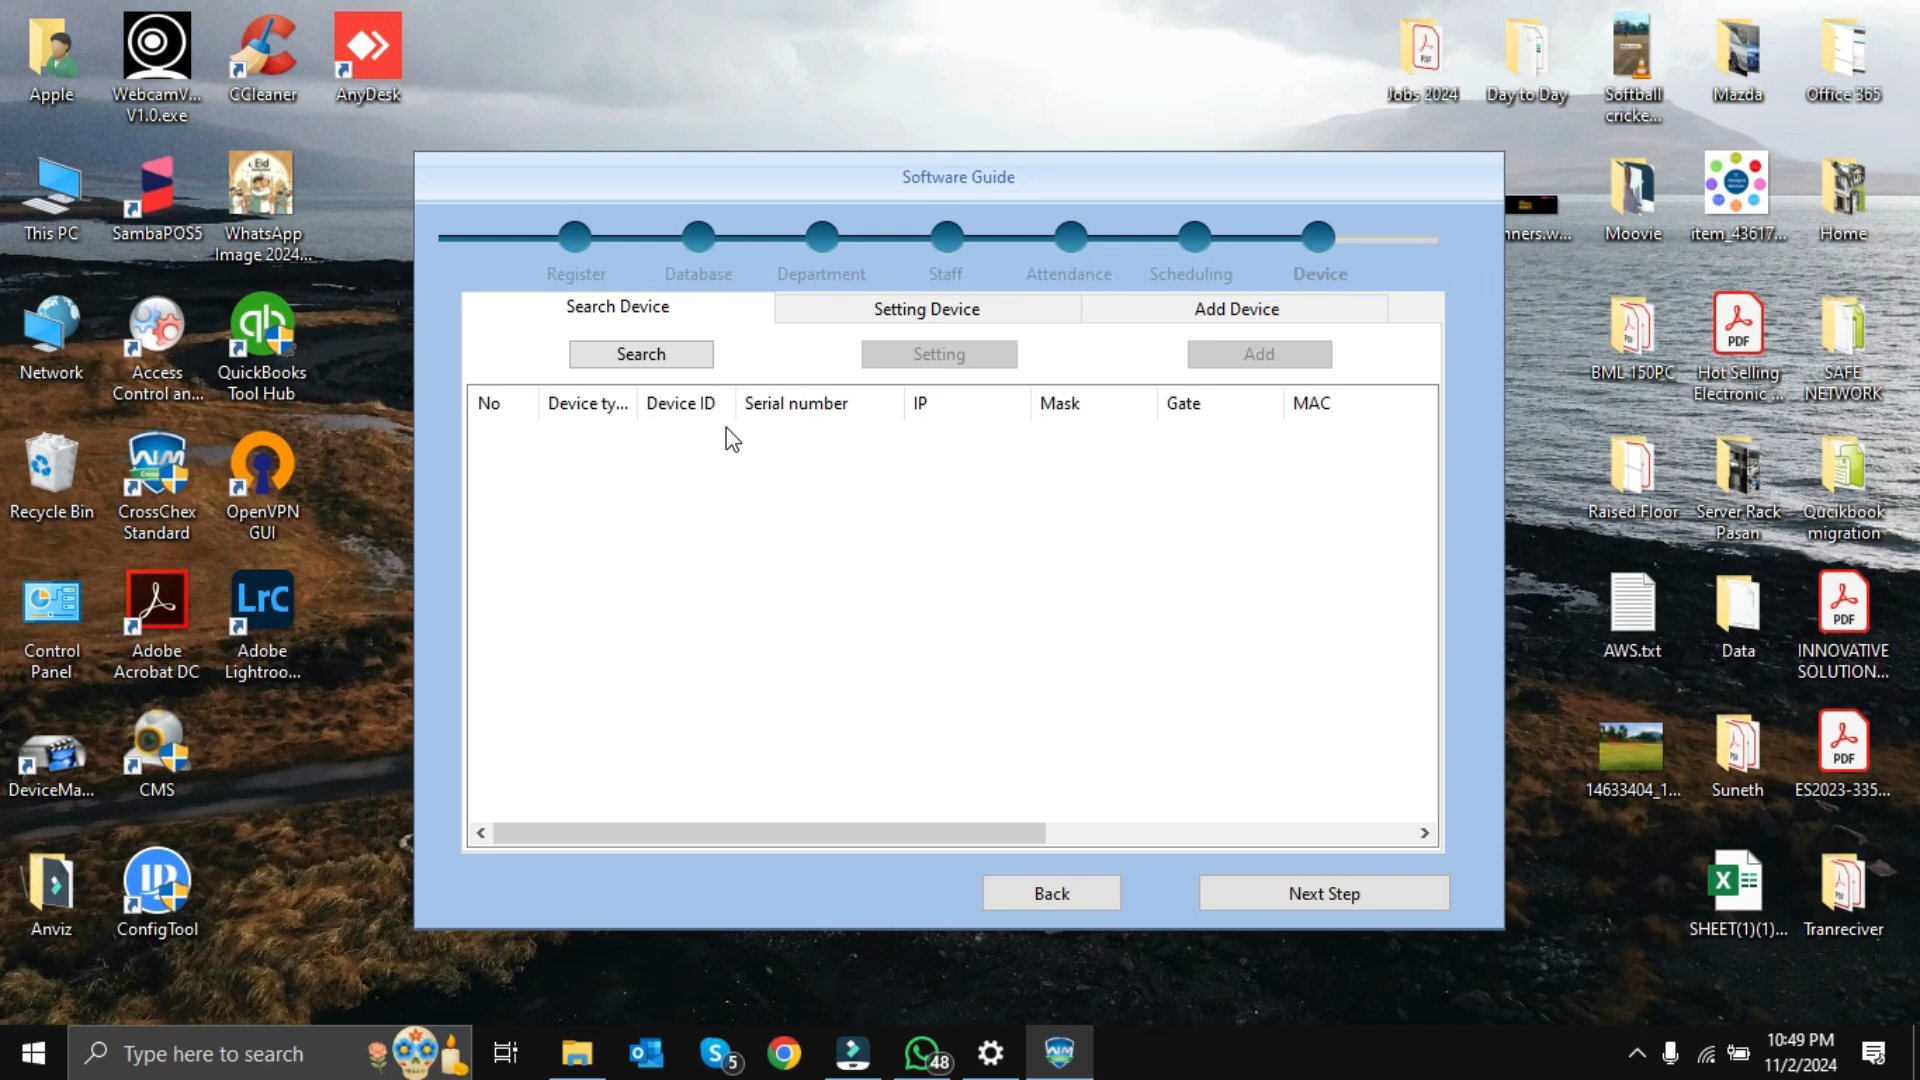 Apple
WebcamV...
V1.0.exe
CCleaner
AnyDesk
Jobs 2024
Day to Day
Softball
cricke...
Mazda
Office 365
This PC
SambaPOS5
WhatsApp
Image 2024...
nners.w...
Moovie
item_43617...
Home
Network
Access
Control an...
QuickBooks
Tool Hub
BML 150PC
Hot Selling
Electronic ...
SAFE
NETWORK
Recycle Bin
CrossChex
Standard
OpenVPN
GUI
Raised Floor
Server Rack
Pasan
Qucikbook
migration
Control
Panel
Adobe
Acrobat DC
Adobe
Lightroo...
AWS.txt
Data
INNOVATIVE
SOLUTION...
DeviceMa...
CMS
14633404_1...
Suneth
ES2023-335...
Anviz
ConfigTool
SHEET(1)(1)...
Tranreciver
Software Guide
Register
Database
Department
Staff
Attendance
Scheduling
Device
Search Device
Setting Device
Add Device
Search
Setting
Add
No
Device ty...
Device ID
Serial number
IP
Mask
Gate
MAC
Back
Next Step
Type here to search
5
48
10:49 PM
11/2/2024